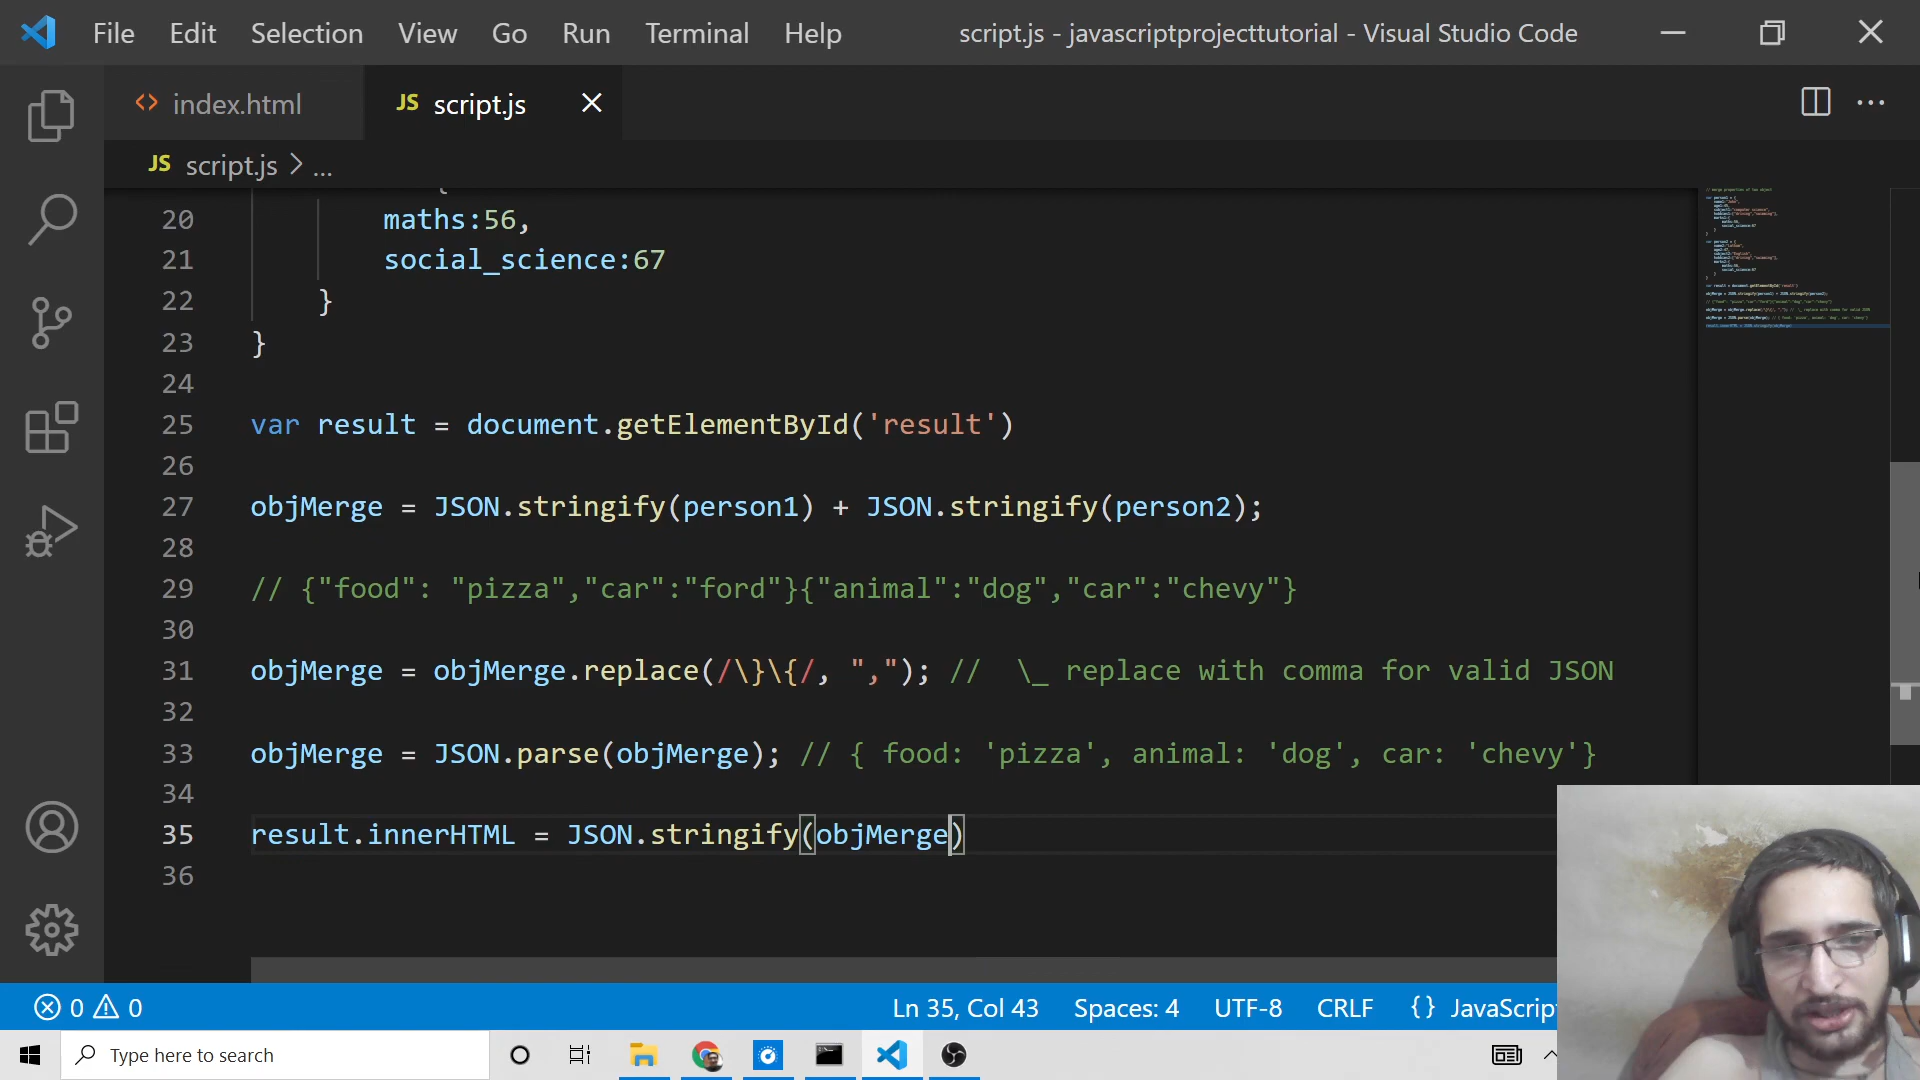 File Edit Selection View Go Run Terminal Help script.js - javascriptprojecttutorial - Visual Studio Code
index.html JS script.js
JS script.js > ...
20 maths:56,
21 social_science:67
22 }
23 }
24
25 var result = document.getElementById('result')
26
27 objMerge = JSON.stringify(person1) + JSON.stringify(person2);
28
29 // {"food": "pizza","car":"ford"}{"animal":"dog","car":"chevy"}
30
31 objMerge = objMerge.replace(/\}\{/, ","); //  \_ replace with comma for valid JSON
32
33 objMerge = JSON.parse(objMerge); // { food: 'pizza', animal: 'dog', car: 'chevy'}
34
35 result.innerHTML = JSON.stringify(objMerge)
36
0 0 Ln 35, Col 43 Spaces: 4 UTF-8 CRLF {} JavaScript
Type here to search